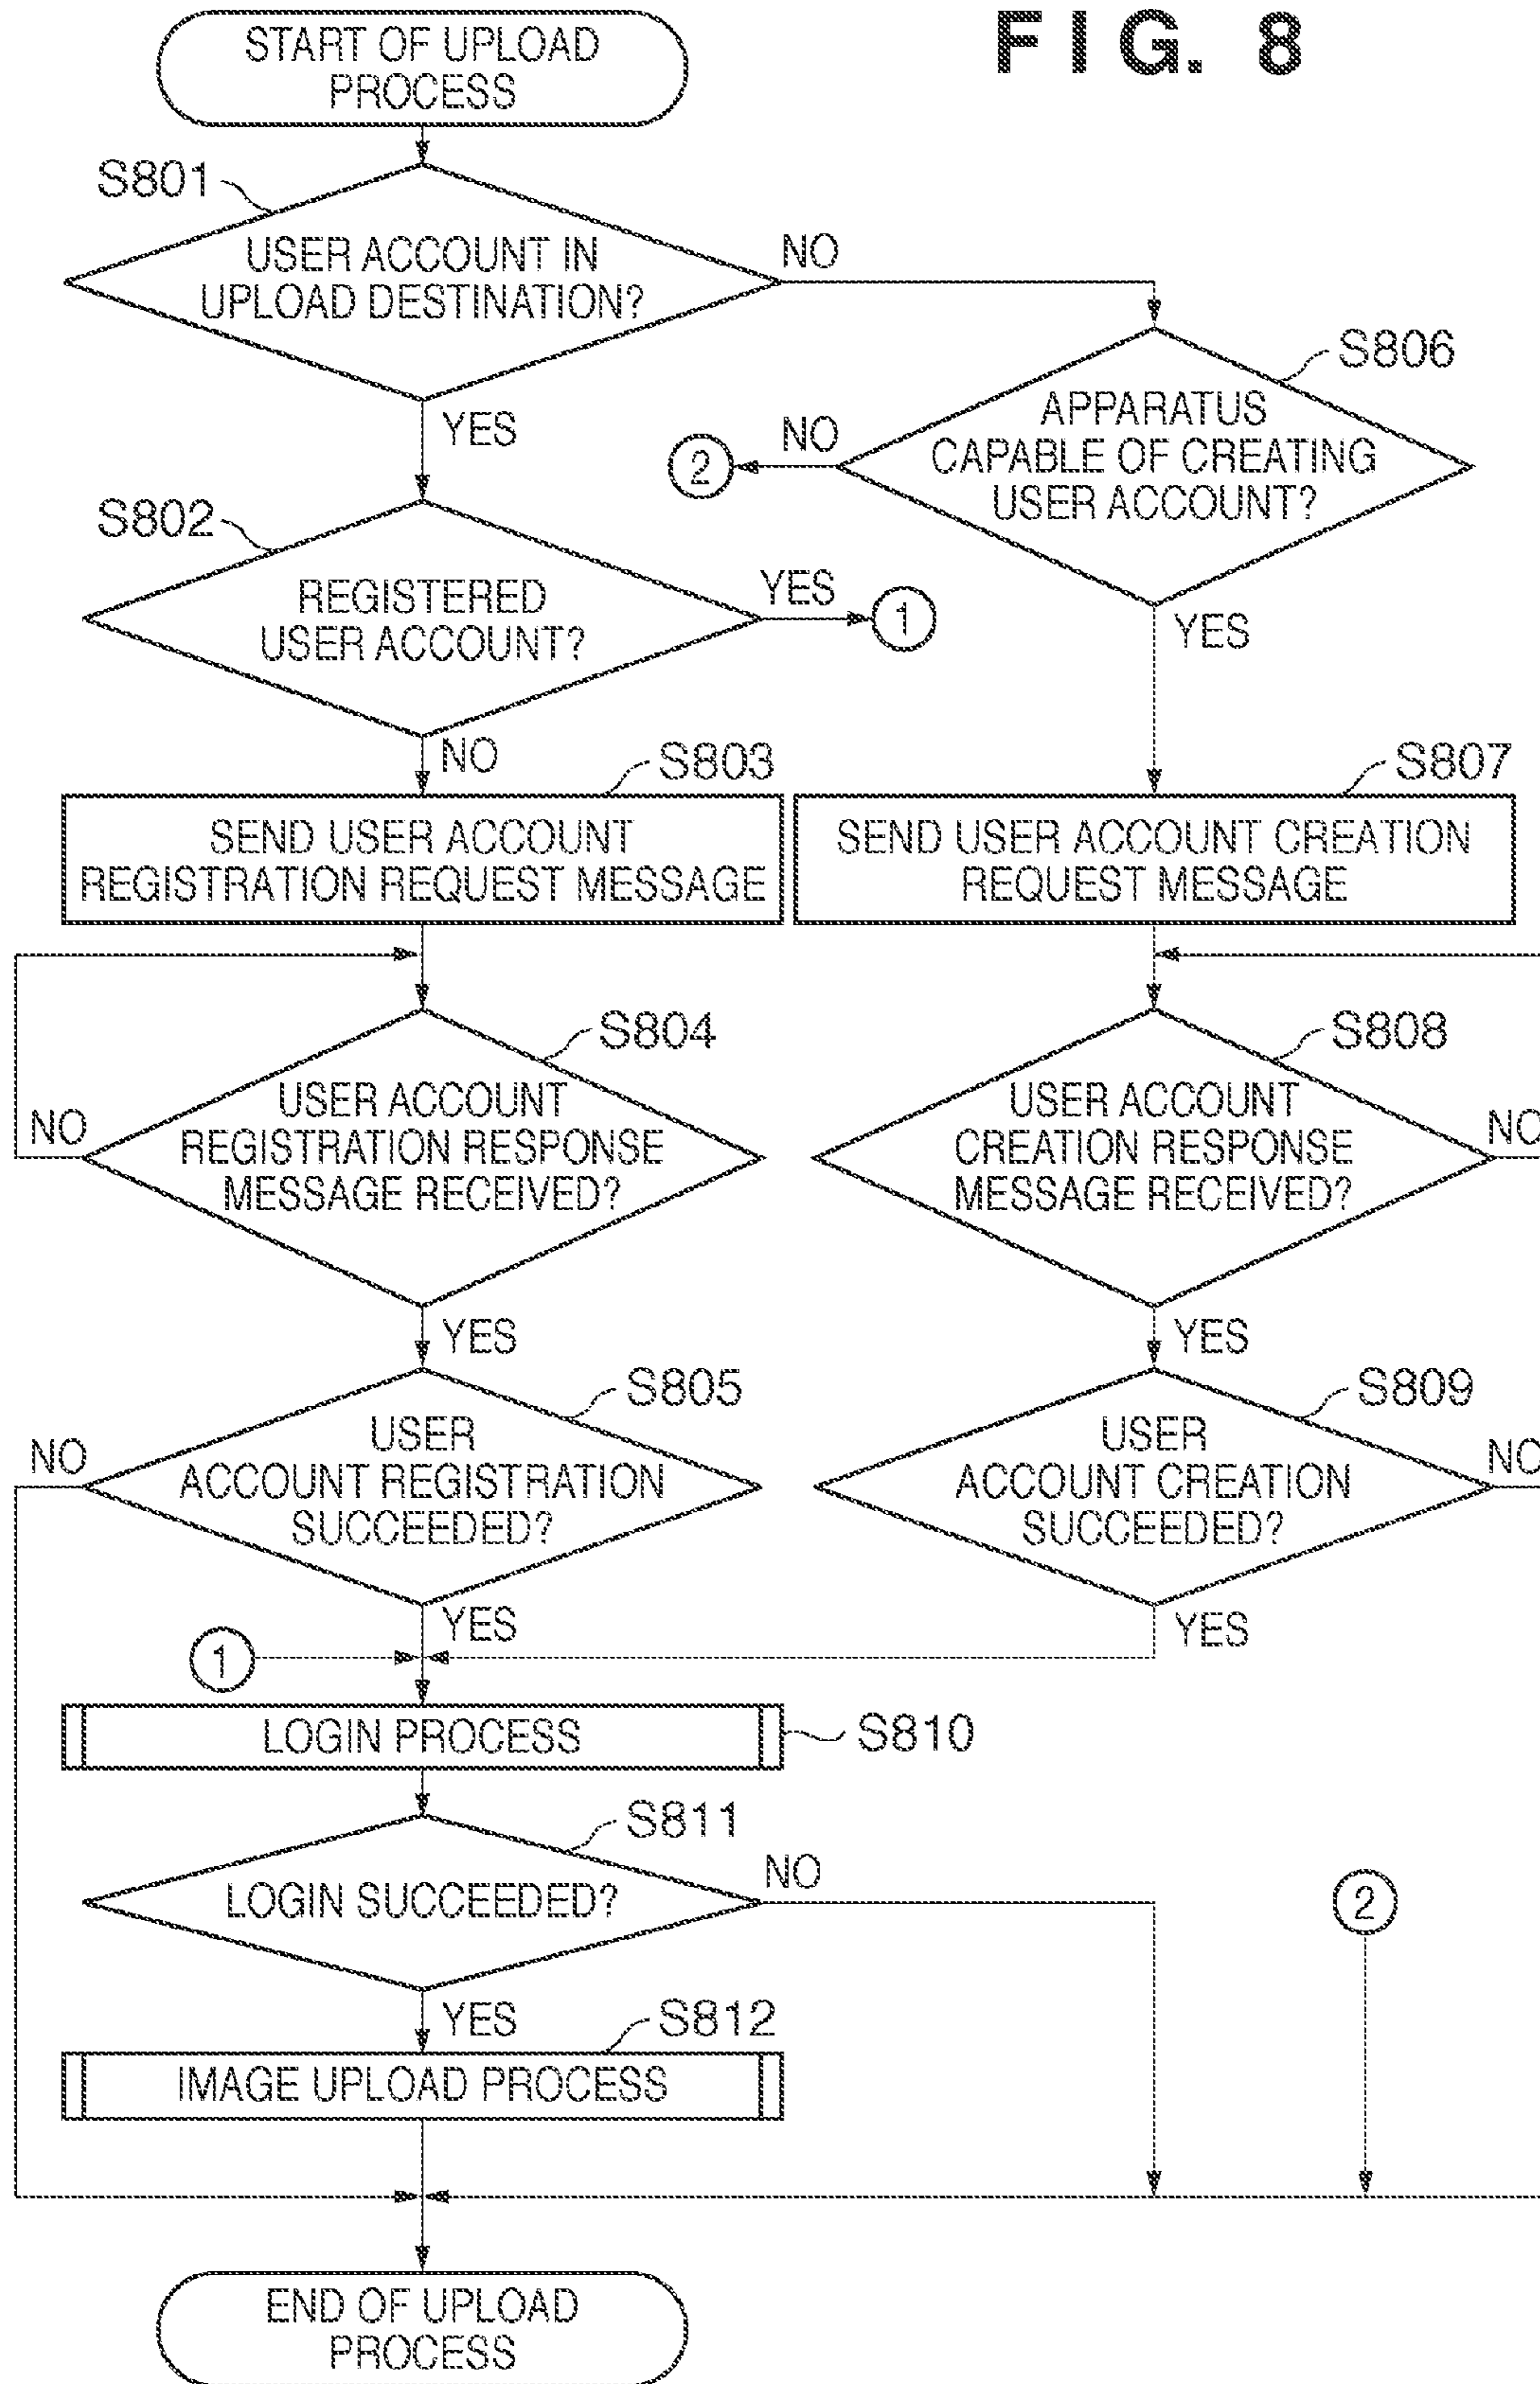 FIG. 8
START OF UPLOAD
PROCESS
S801
USER ACCOUNT IN
UPLOAD DESTINATION?
NO
YES
S806
APPARATUS
CAPABLE OF CREATING
USER ACCOUNT?
NO
2
YES
S802
REGISTERED
USER ACCOUNT?
YES
1
NO
S803
SEND USER ACCOUNT
REGISTRATION REQUEST MESSAGE
S807
SEND USER ACCOUNT CREATION
REQUEST MESSAGE
S804
USER ACCOUNT
REGISTRATION RESPONSE
MESSAGE RECEIVED?
NO
YES
S808
USER ACCOUNT
CREATION RESPONSE
MESSAGE RECEIVED?
NO
YES
S805
USER
ACCOUNT REGISTRATION
SUCCEEDED?
NO
YES
S809
USER
ACCOUNT CREATION
SUCCEEDED?
NO
YES
1
LOGIN PROCESS
S810
S811
LOGIN SUCCEEDED?
NO
2
YES
S812
IMAGE UPLOAD PROCESS
END OF UPLOAD
PROCESS